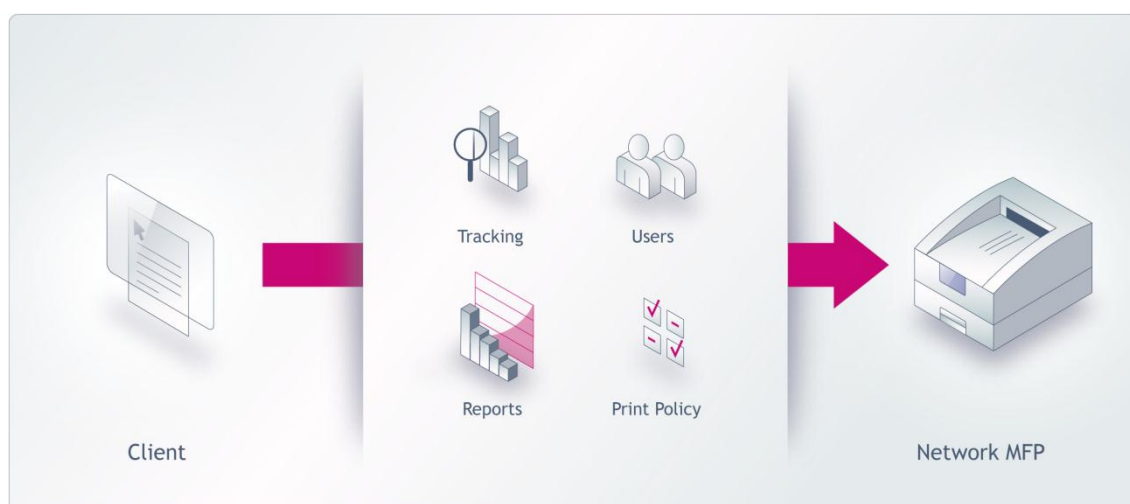 Tracking
Users
Reports
Print Policy
Client
Network MFP